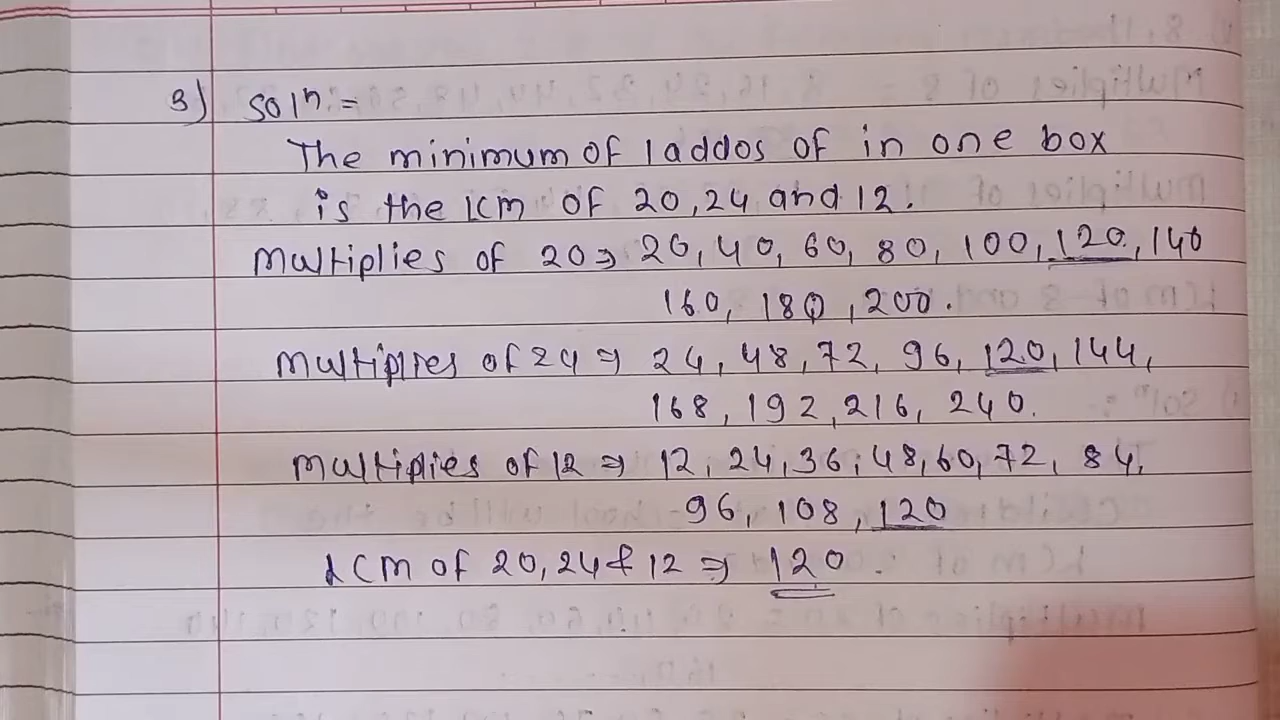 3) Solⁿ:=
The minimum of laddos of in one box
is the lcm of 20,24 and 12.
Multiplies of 20⇒ 20, 40, 60, 80, 100, 120, 140
160, 180, 200.
Multiplies of 24 ⇒ 24, 48, 72, 96, 120, 144,
168, 192, 216, 240.
Multiplies of 12 ⇒ 12, 24, 36, 48, 60, 72, 84,
96, 108, 120
LCM of 20, 24 & 12 ⇒ 120.